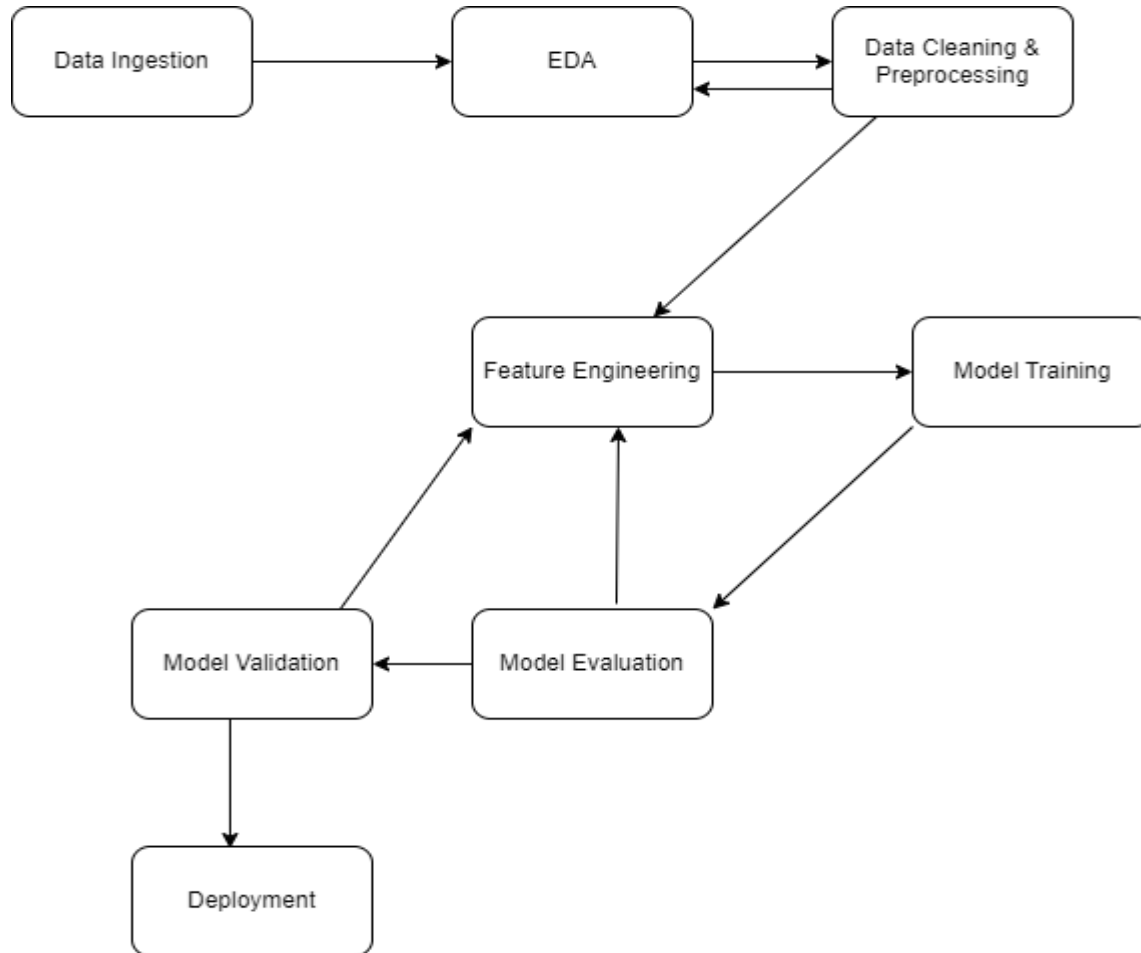 Data Ingestion
EDA
Data Cleaning &
Preprocessing
Feature Engineering
Model Training
Model Validation
Model Evaluation
Deployment